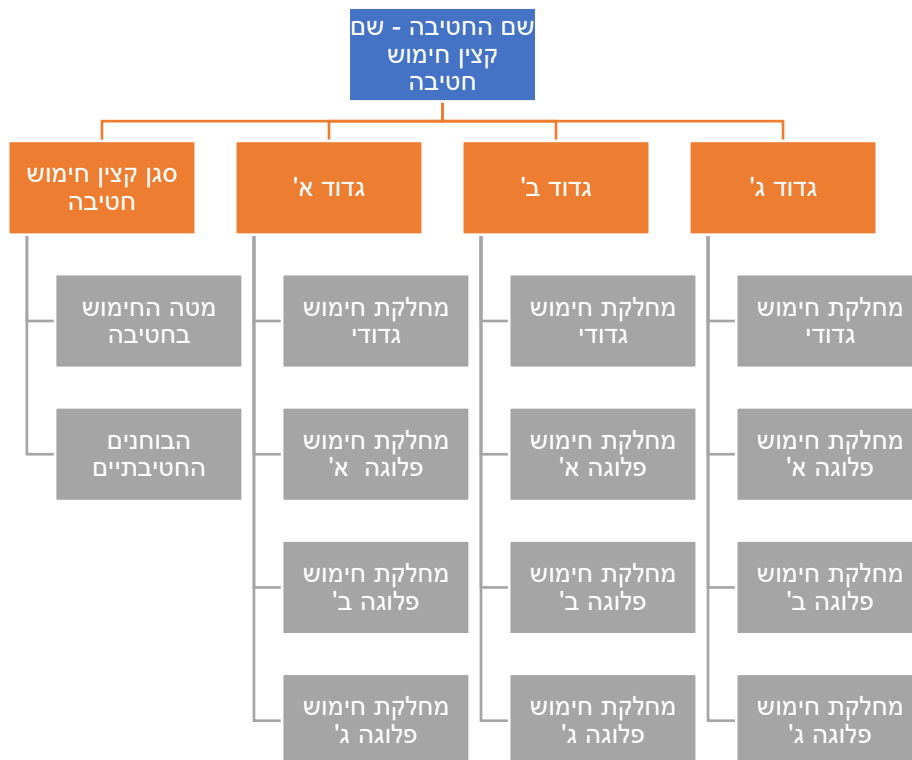 שם החטיבה - שם
קצין חימוש
חטיבה
גדוד ג'
גדוד ב'
גדוד א'
סגן קצין חימוש
חטיבה
מחלקת חימוש
גדודי
מחלקת חימוש
פלוגה א'
מחלקת חימוש
פלוגה ב'
מחלקת חימוש
פלוגה ג'
מחלקת חימוש
גדודי
מחלקת חימוש
פלוגה א'
מחלקת חימוש
פלוגה ב'
מחלקת חימוש
פלוגה ג'
מחלקת חימוש
גדודי
מחלקת חימוש
פלוגה  א'
מחלקת חימוש
פלוגה ב'
מחלקת חימוש
פלוגה ג'
מטה החימוש
בחטיבה
הבוחנים
החטיבתיים